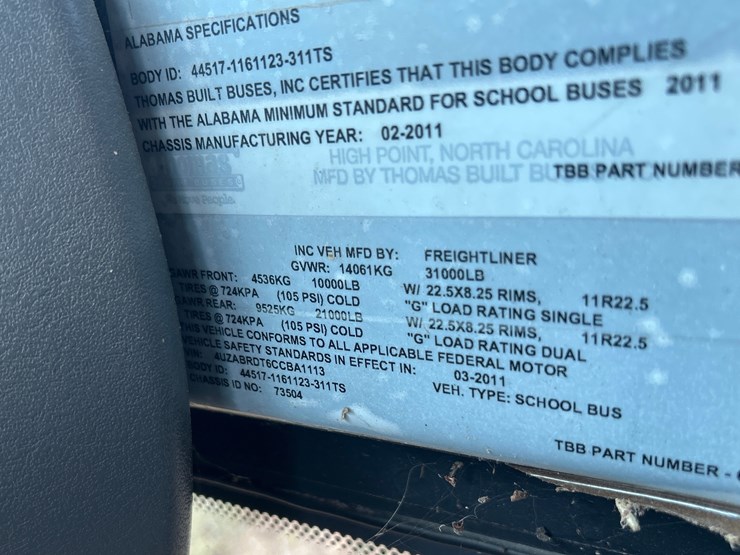 ALABAMA SPECIFICATIONS
BODY ID: 44517-1161123-311TS
THOMAS BUILT BUSES, INC CERTIFIES THAT THIS BODY COMPLIES
WITH THE ALABAMA MINIMUM STANDARD FOR SCHOOL BUSES 2011
CHASSIS MANUFACTURING YEAR: 02-2011
HIGH POINT, NORTH CAROLINA
MFD BY THOMAS BUILT
TBB PART NUMBER
People
INC VEH MFD BY: FREIGHTLINER
GVWR: 14061KG 31000LB
GAWR FRONT: 4536KG 10000LB W/ 22.5X8.25 RIMS, 11R22.5
TIRES @ 724KPA (105 PSI) COLD "G" LOAD RATING SINGLE
GAWR REAR: 9525KG 21000LB W/ 22.5X8.25 RIMS, 11R22.5
TIRES @ 724KPA (105 PSI) COLD "G" LOAD RATING DUAL
THIS VEHICLE CONFORMS TO ALL APPLICABLE FEDERAL MOTOR
VEHICLE SAFETY STANDARDS IN EFFECT IN: 03-2011
VIN: 4UZABRDT6CCBA1113 VEH. TYPE: SCHOOL BUS
BODY ID: 44517-1161123-311TS
CHASSIS ID NO: 73504
TBB PART NUMBER -